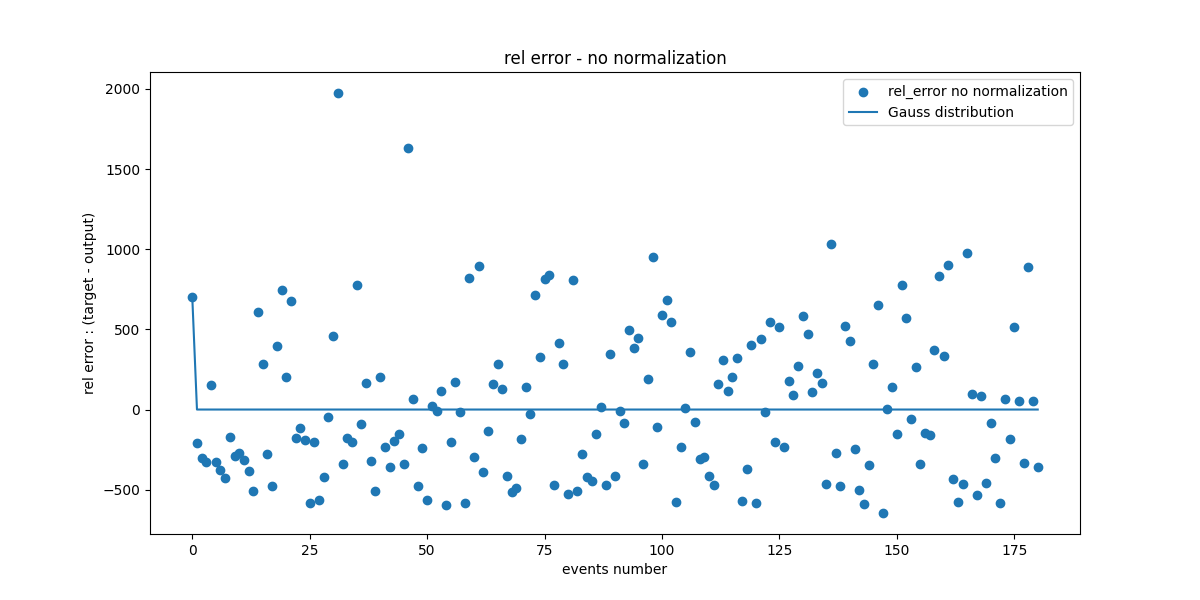 rel error - no normalization
rel_error no normalization
Gauss distribution
rel error : (target - output)
2000
1500
1000
500
0
−500
0 25 50 75 100 125 150 175
events number